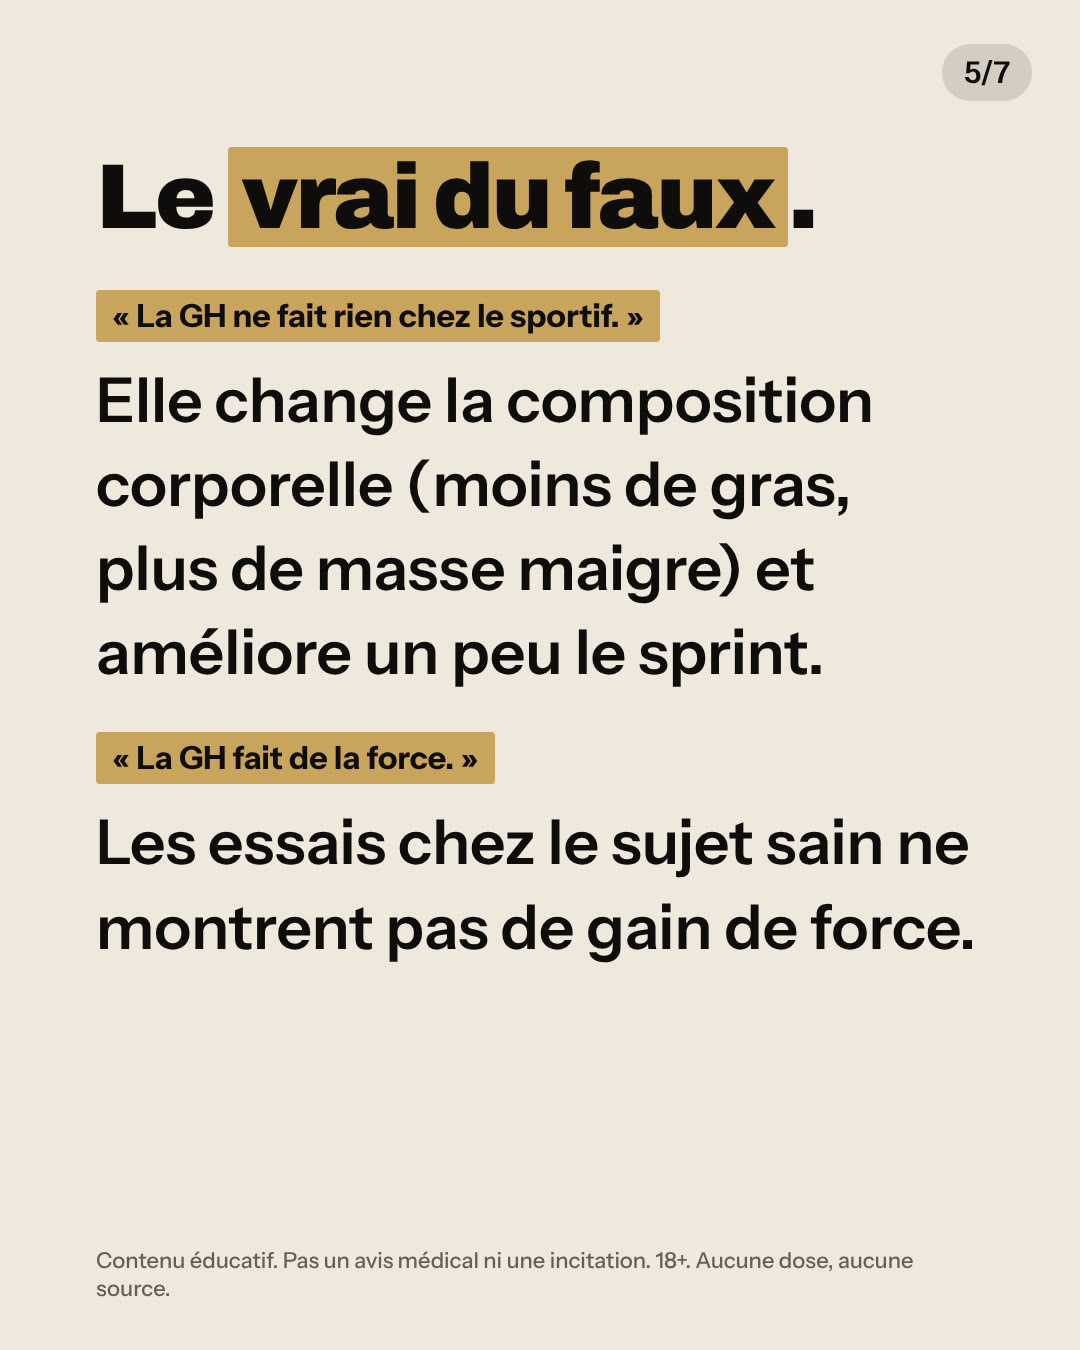 5/7
Le vrai du faux.
« La GH ne fait rien chez le sportif. »
Elle change la composition
corporelle (moins de gras,
plus de masse maigre) et
améliore un peu le sprint.
« La GH fait de la force. »
Les essais chez le sujet sain ne
montrent pas de gain de force.
Contenu éducatif. Pas un avis médical ni une incitation. 18+. Aucune dose, aucune
source.